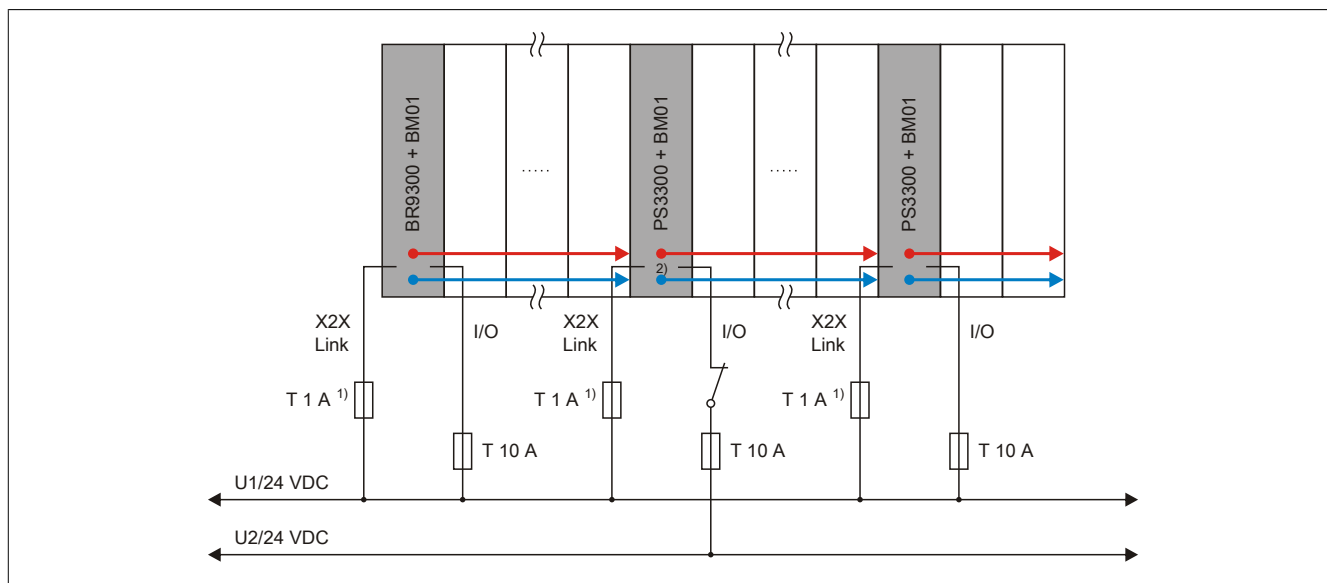 BR9300 + BM01
.....
PS3300 + BM01
.....
PS3300 + BM01
2)
X2X
Link
I/O
X2X
Link
I/O
X2X
Link
I/O
T 1 A 1)
T 1 A 1)
T 1 A 1)
T 10 A
T 10 A
T 10 A
U1/24 VDC
U2/24 VDC